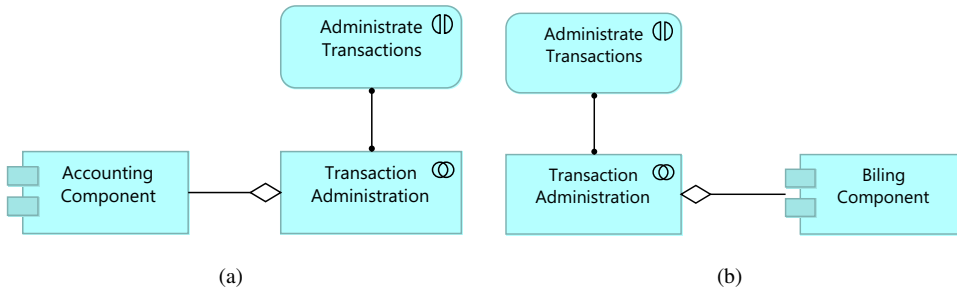 Administrate
Transactions
Accounting
Component
Transaction
Administration
(a)
Administrate
Transactions
Transaction
Administration
Biling
Component
(b)